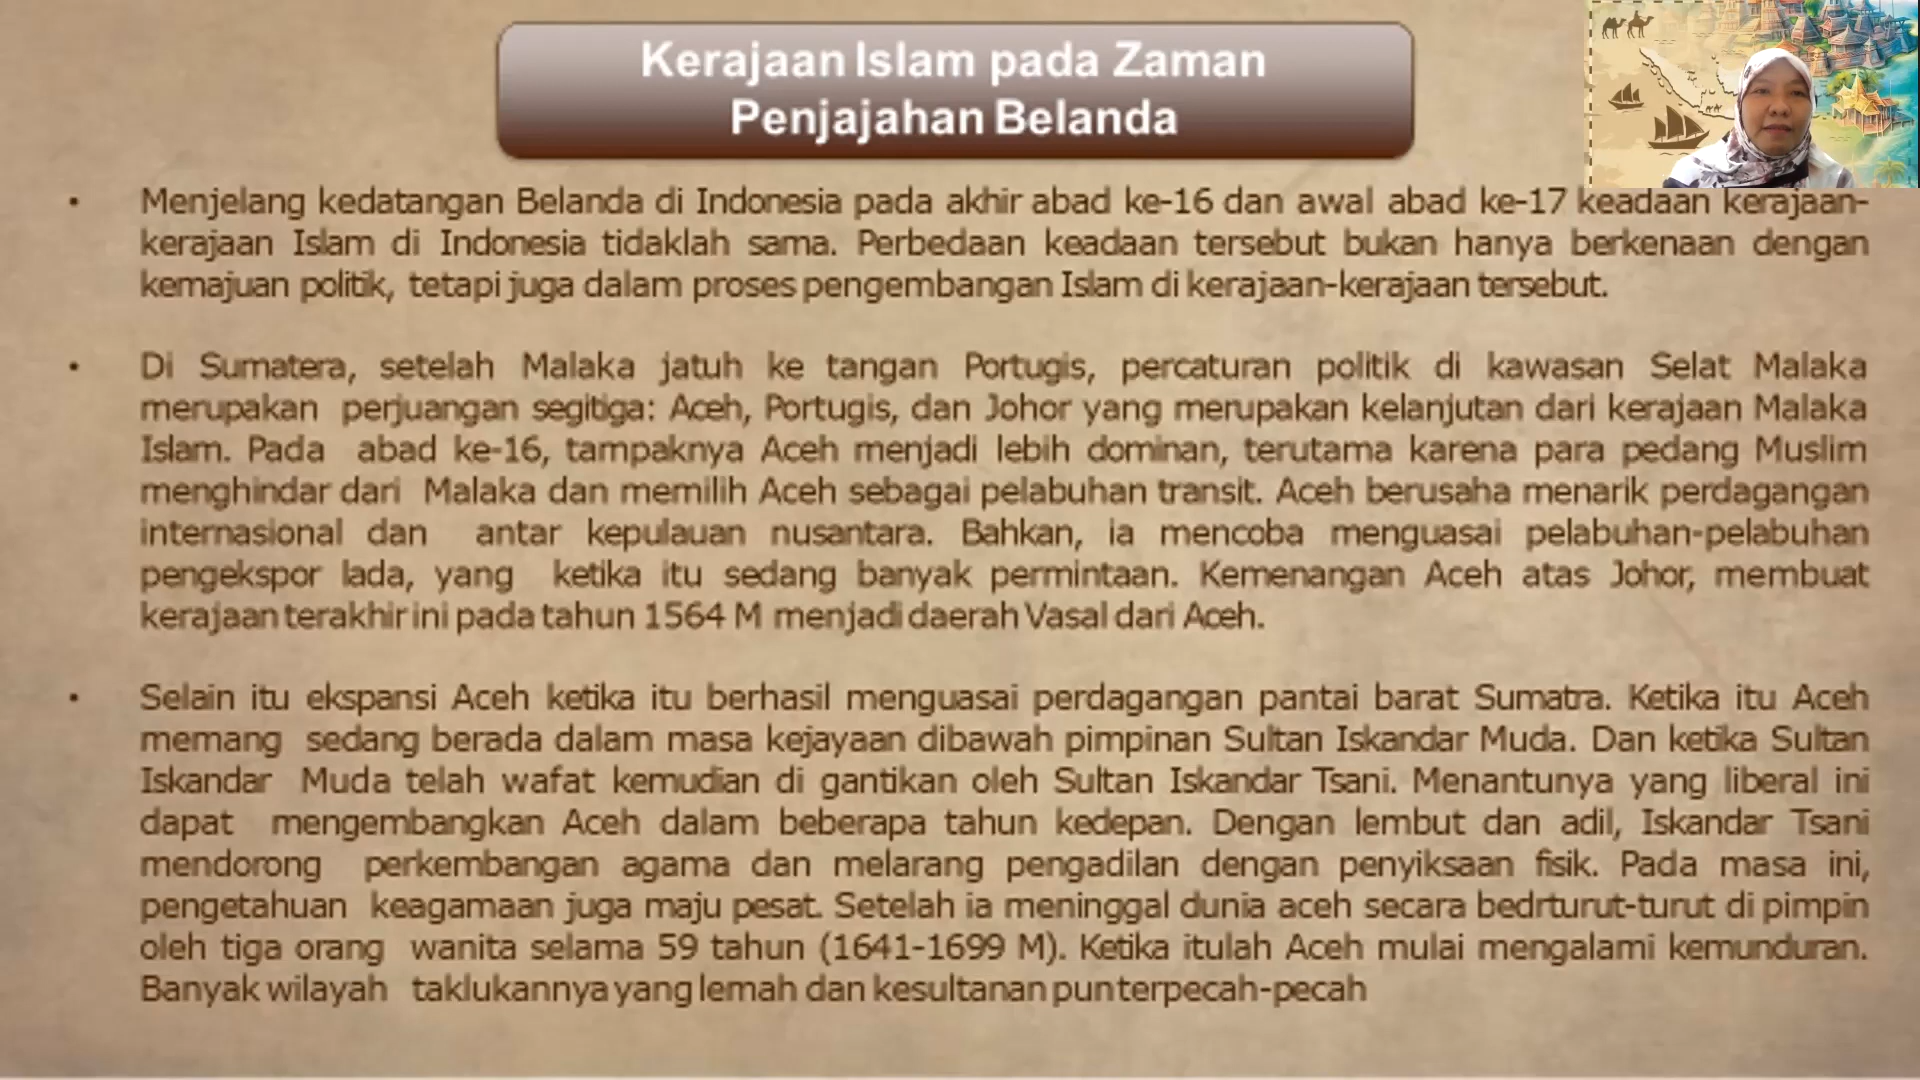 Kerajaan Islam pada Zaman
Penjajahan Belanda
• Menjelang kedatangan Belanda di Indonesia pada akhir abad ke-16 dan awal abad ke-17 keadaan kerajaan-
kerajaan Islam di Indonesia tidaklah sama. Perbedaan keadaan tersebut bukan hanya berkenaan dengan
kemajuan politik, tetapi juga dalam proses pengembangan Islam di kerajaan-kerajaan tersebut.
• Di Sumatera, setelah Malaka jatuh ke tangan Portugis, percaturan politik di kawasan Selat Malaka
merupakan perjuangan segitiga: Aceh, Portugis, dan Johor yang merupakan kelanjutan dari kerajaan Malaka
Islam. Pada abad ke-16, tampaknya Aceh menjadi lebih dominan, terutama karena para pedang Muslim
menghindar dari Malaka dan memilih Aceh sebagai pelabuhan transit. Aceh berusaha menarik perdagangan
internasional dan antar kepulauan nusantara. Bahkan, ia mencoba menguasai pelabuhan-pelabuhan
pengekspor lada, yang ketika itu sedang banyak permintaan. Kemenangan Aceh atas Johor, membuat
kerajaan terakhir ini pada tahun 1564 M menjadi daerah Vasal dari Aceh.
• Selain itu ekspansi Aceh ketika itu berhasil menguasai perdagangan pantai barat Sumatra. Ketika itu Aceh
memang sedang berada dalam masa kejayaan dibawah pimpinan Sultan Iskandar Muda. Dan ketika Sultan
Iskandar Muda telah wafat kemudian di gantikan oleh Sultan Iskandar Tsani. Menantunya yang liberal ini
dapat mengembangkan Aceh dalam beberapa tahun kedepan. Dengan lembut dan adil, Iskandar Tsani
mendorong perkembangan agama dan melarang pengadilan dengan penyiksaan fisik. Pada masa ini,
pengetahuan keagamaan juga maju pesat. Setelah ia meninggal dunia aceh secara bedrturut-turut di pimpin
oleh tiga orang wanita selama 59 tahun (1641-1699 M). Ketika itulah Aceh mulai mengalami kemunduran.
Banyak wilayah taklukannya yang lemah dan kesultanan pun terpecah-pecah